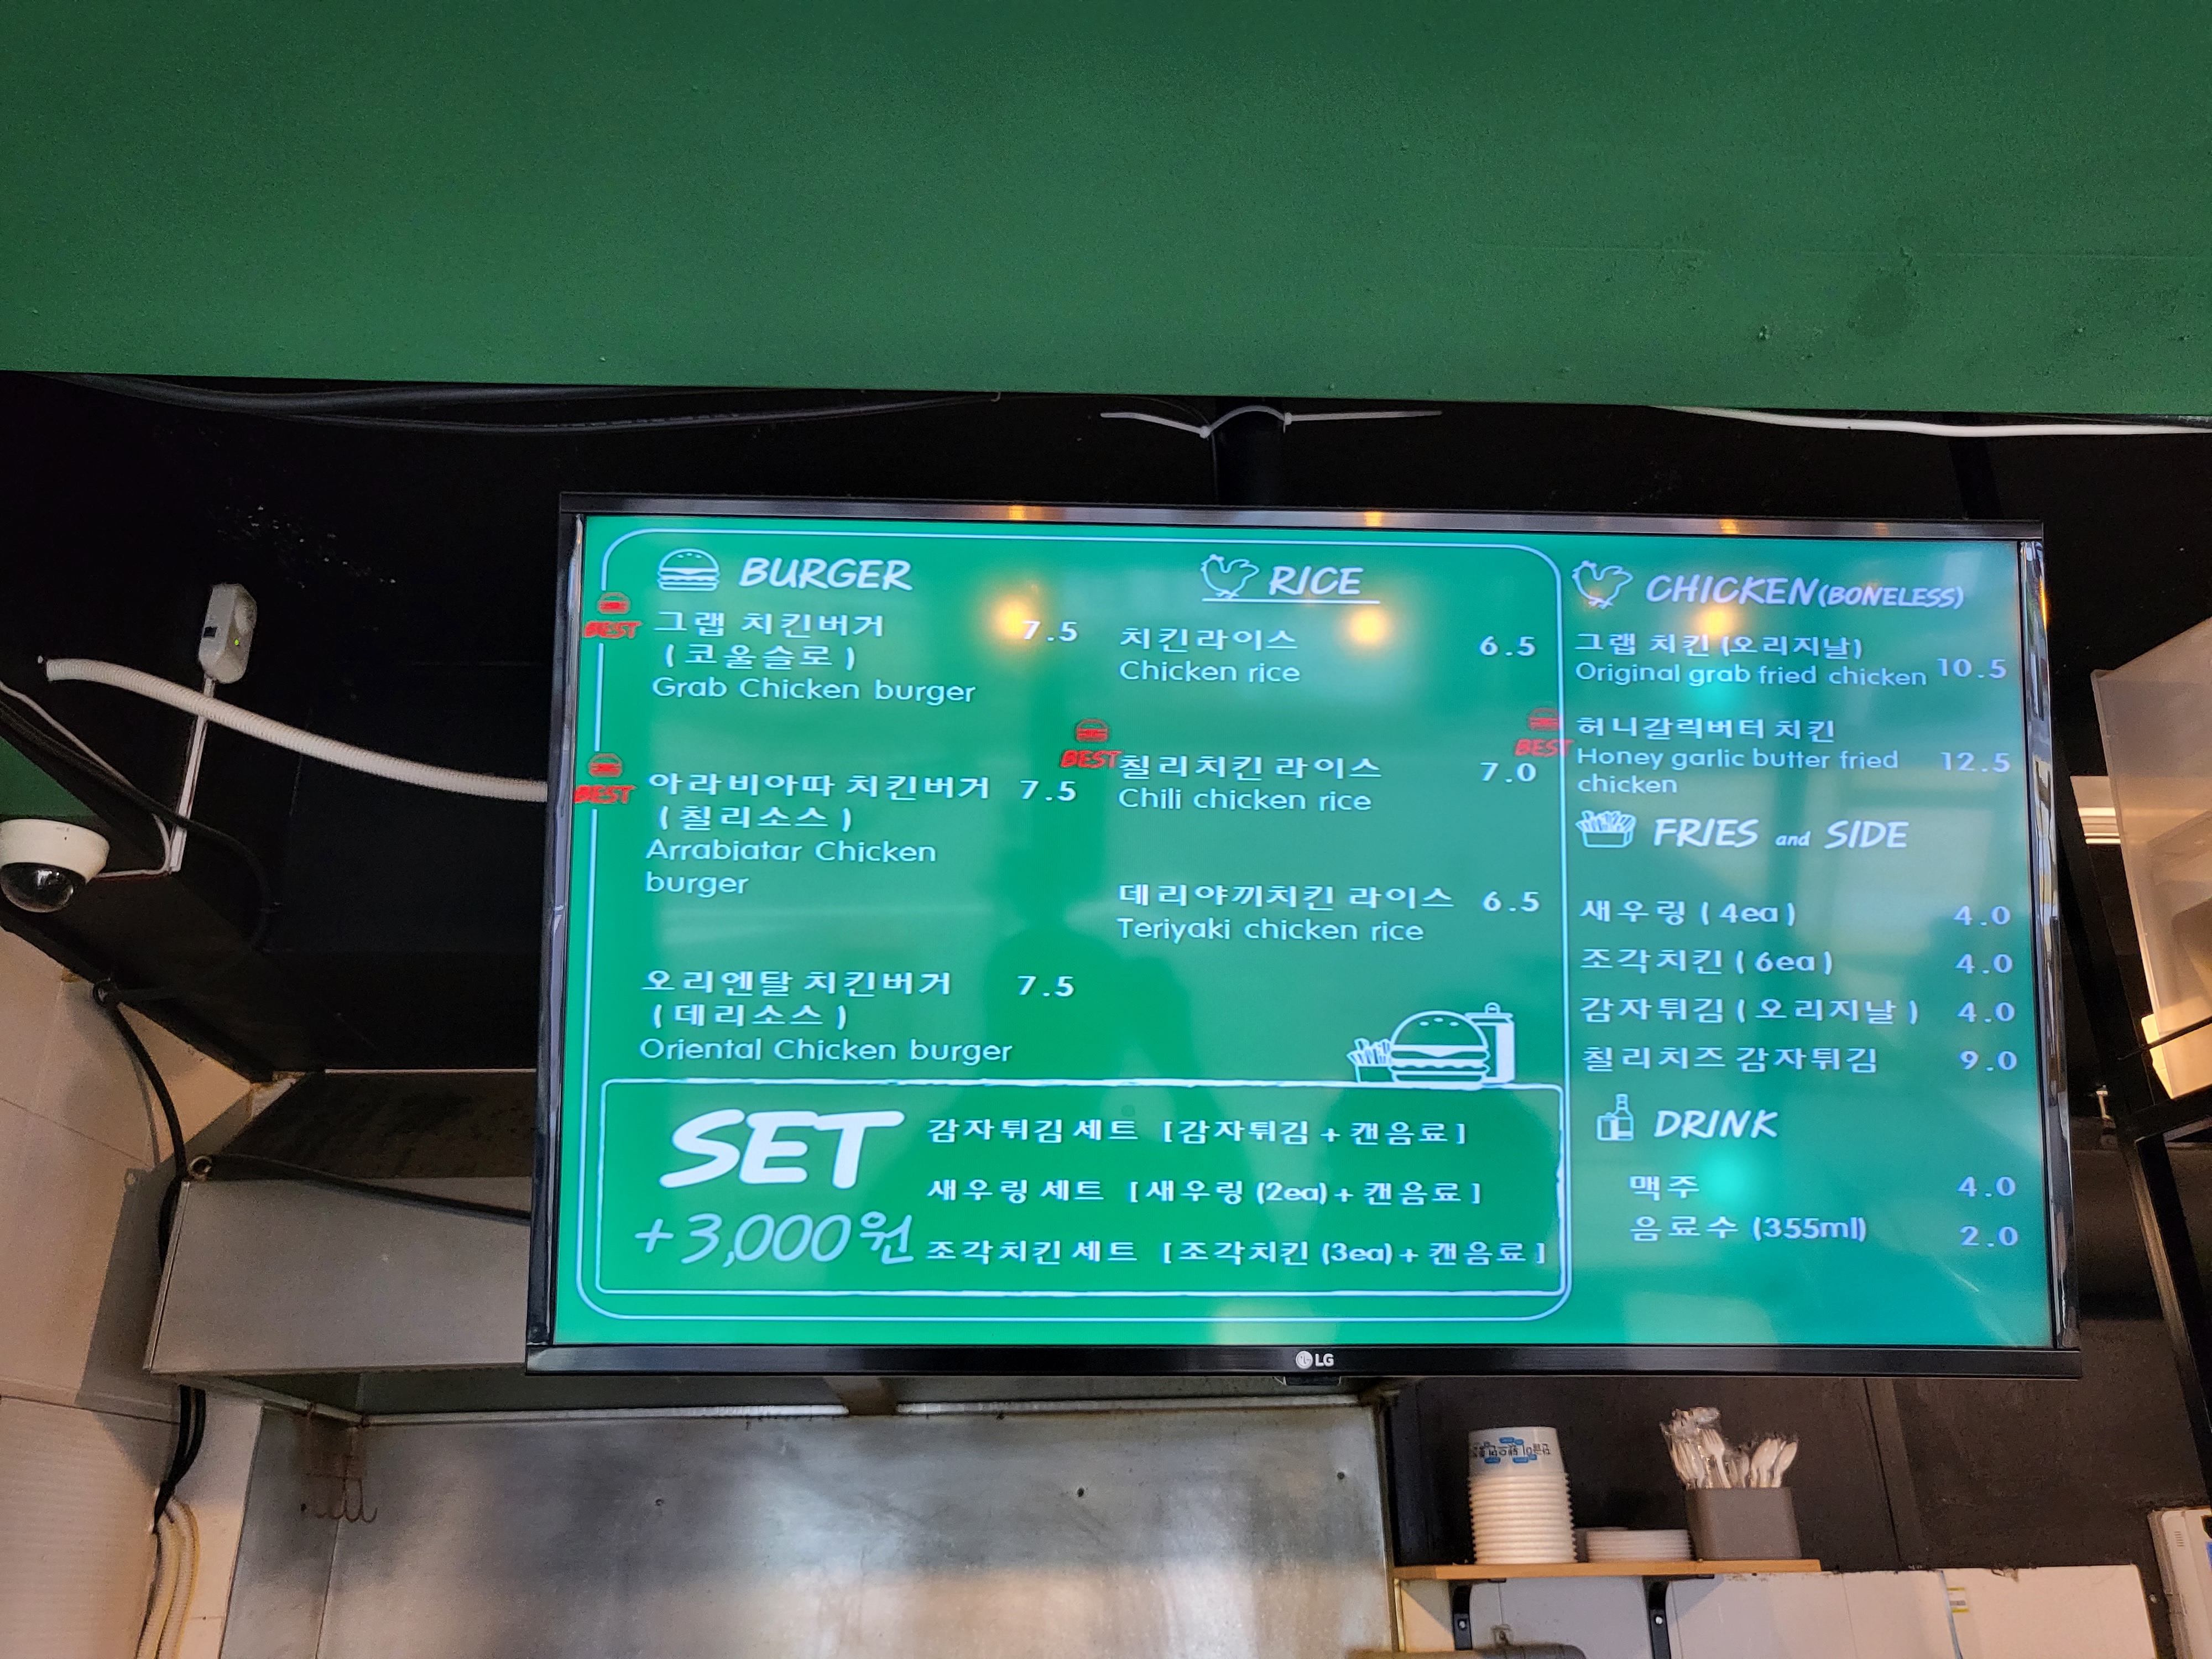 BURGER
BEST
그랩 치킨버거 7.5
(코울슬로)
Grab Chicken burger
BEST
아라비아따 치킨버거 7.5
(칠리소스)
Arrabiatar Chicken
burger
오리엔탈 치킨버거 7.5
(데리소스)
Oriental Chicken burger
RICE
치킨라이스 6.5
Chicken rice
BEST
칠리치킨 라이스 7.0
Chili chicken rice
데리야끼치킨 라이스 6.5
Teriyaki chicken rice
SET
+3,000원
감자튀김 세트 [감자튀김 + 캔음료]
새우링 세트 [새우링 (2ea) + 캔음료]
조각치킨 세트 [조각치킨 (3ea) + 캔음료]
CHICKEN (BONELESS)
그랩 치킨 (오리지날)
Original grab fried chicken 10.5
BEST
허니갈릭버터 치킨
Honey garlic butter fried 12.5
chicken
FRIES and SIDE
새우링 (4ea) 4.0
조각치킨 (6ea) 4.0
감자튀김 (오리지날) 4.0
칠리치즈 감자튀김 9.0
DRINK
맥주 4.0
음료수 (355ml) 2.0
LG